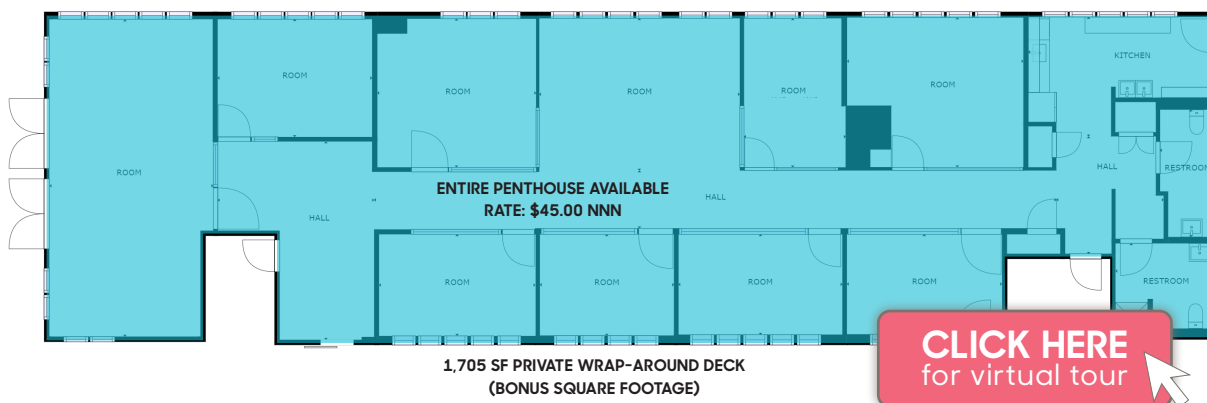 KITCHEN
ROOM
ROOM
ROOM
ROOM
ROOM
HALL
RESTROOM
ROOM
ENTIRE PENTHOUSE AVAILABLE
RATE: $45.00 NNN
HALL
HALL
ROOM
ROOM
ROOM
ROOM
RESTROOM
CLICK HERE
for virtual tour
1,705 SF PRIVATE WRAP-AROUND DECK
(BONUS SQUARE FOOTAGE)